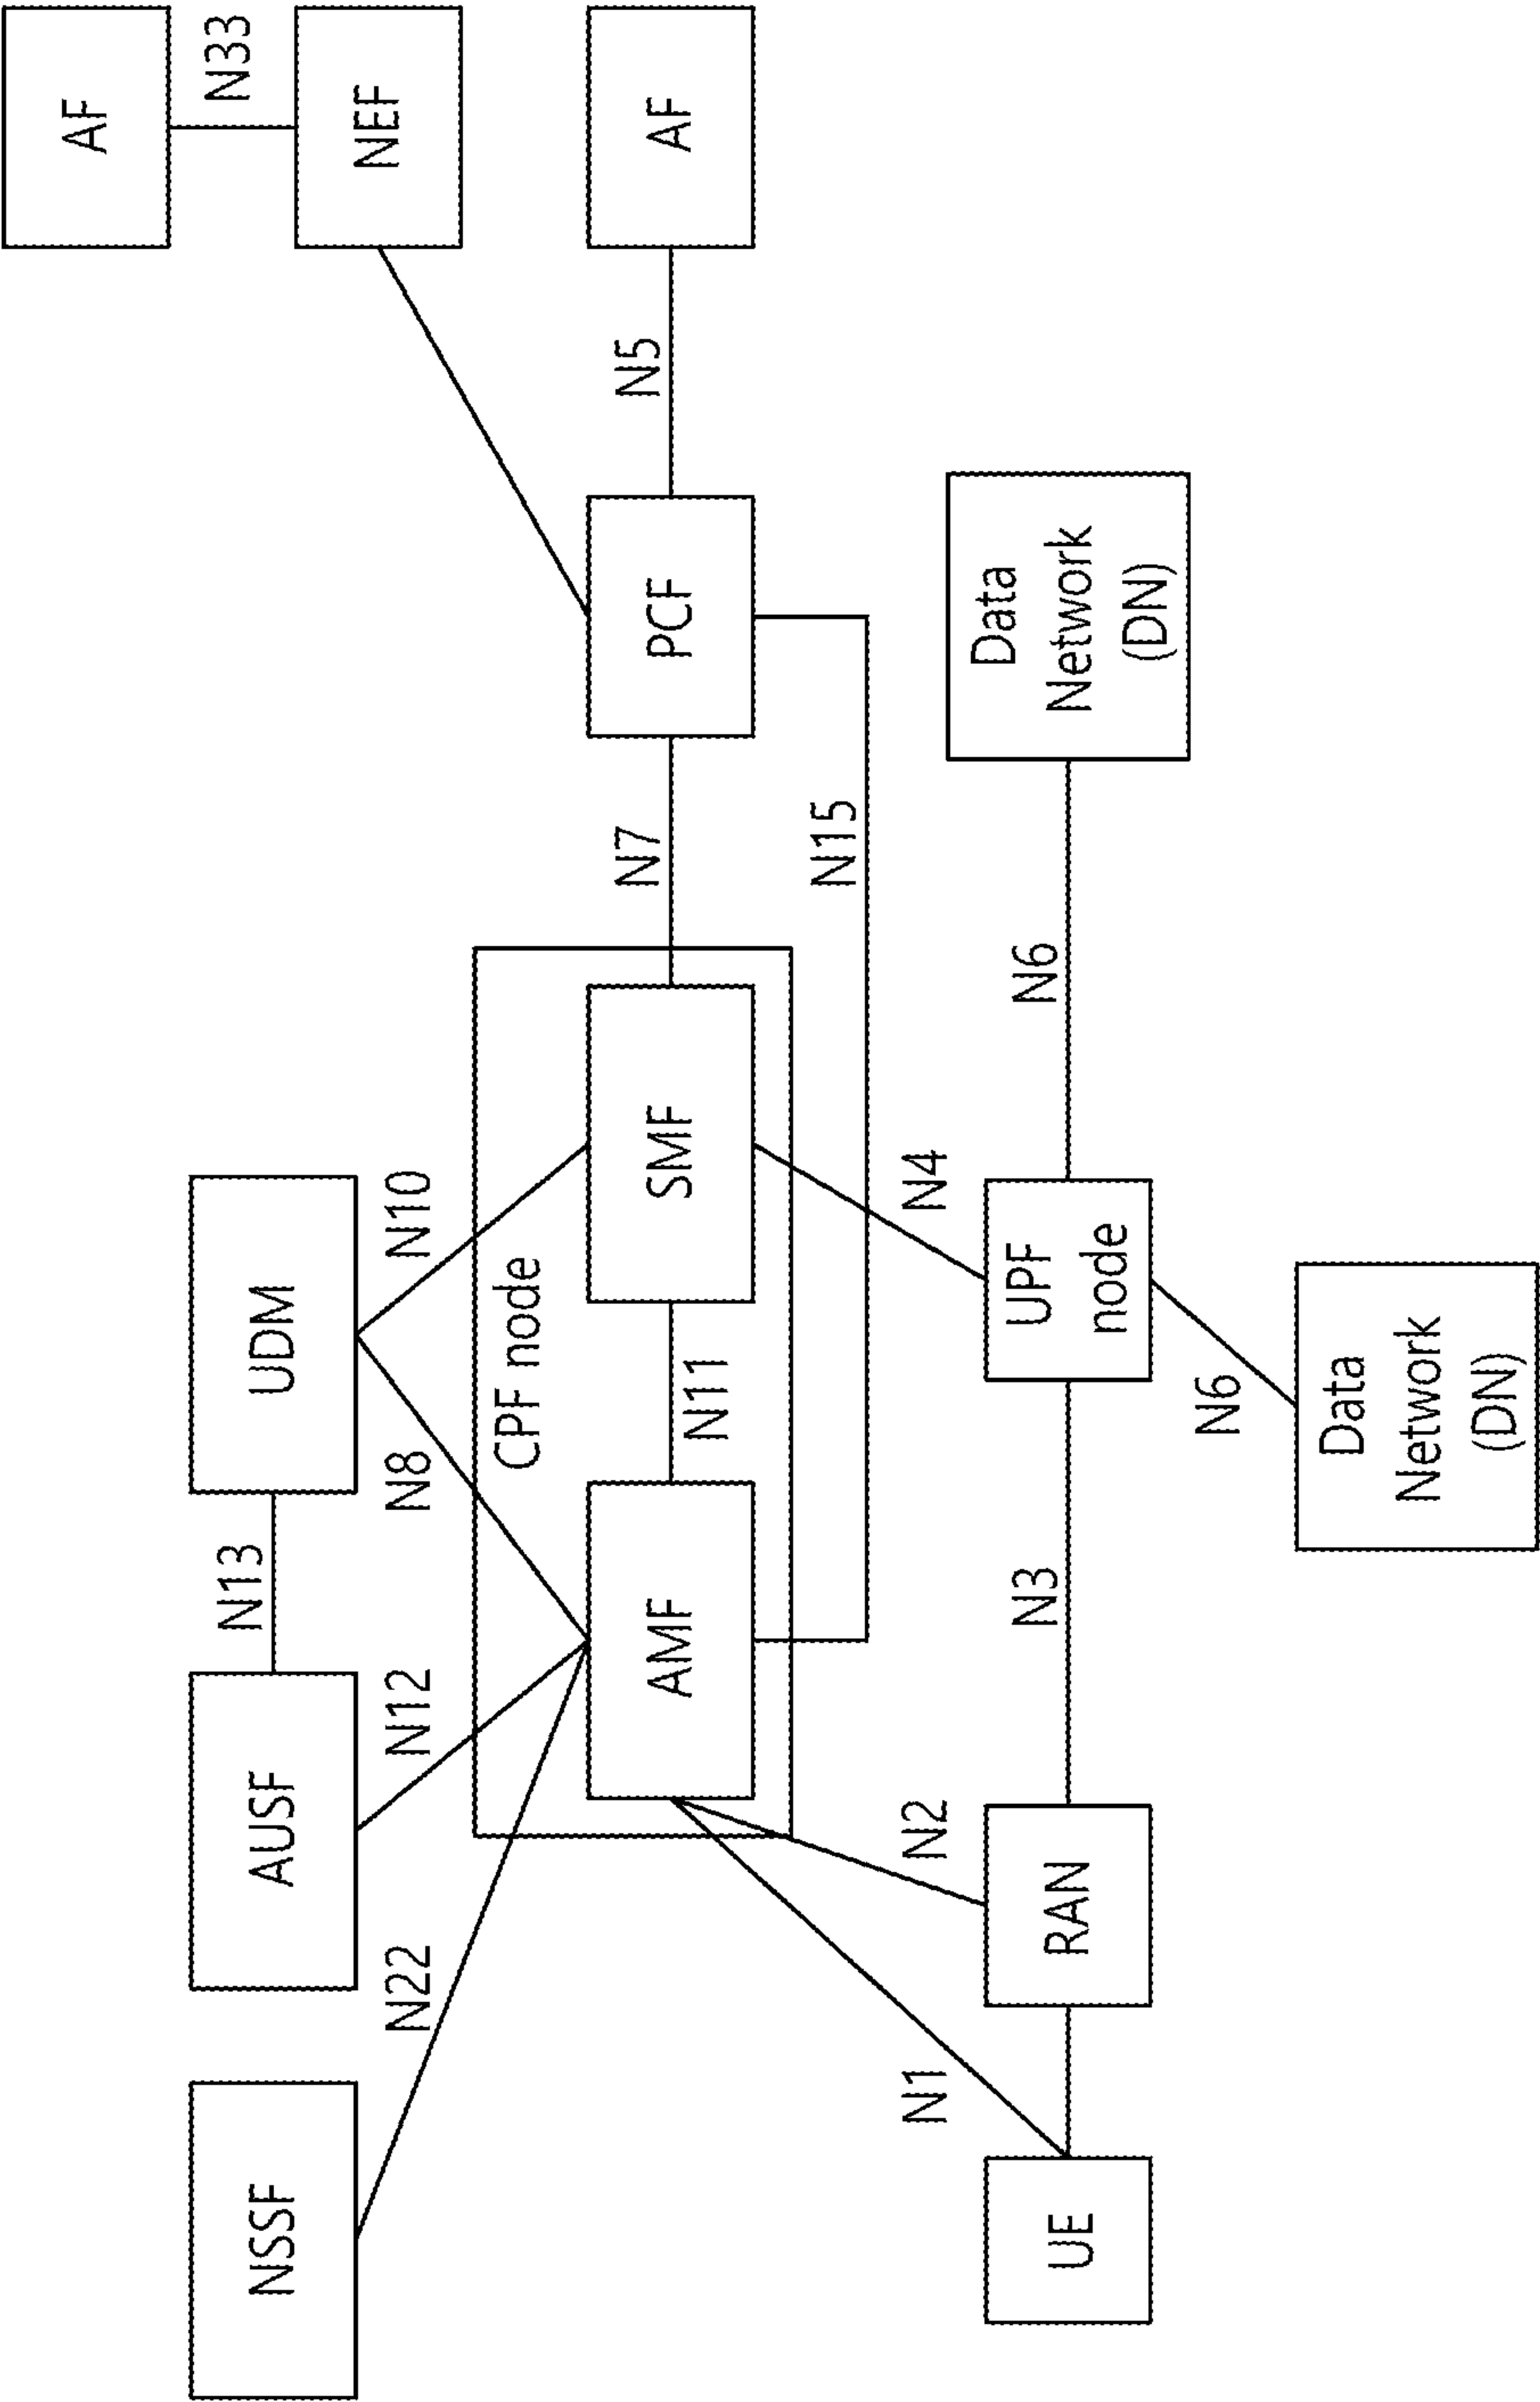 AF
N33
NSSF
AUSF
N13
UDM
NEF
N22
N12
N8
N10
CPF node
AMF
N11
SMF
N7
PCF
N5
AF
N15
N1
N2
N4
UE
RAN
N3
UPF
node
N6
Data
Network
(DN)
N6
Data
Network
(DN)